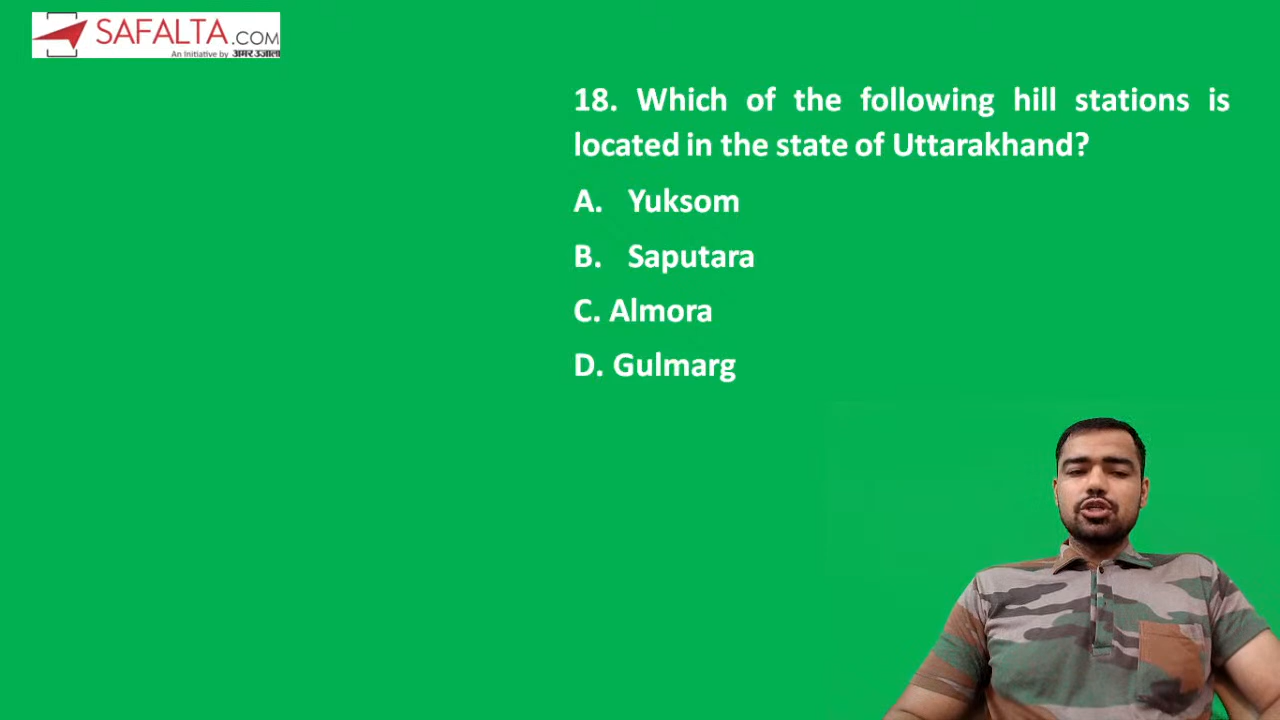 SAFALTA.COM
An Initiative by अमर उजाला
18. Which of the following hill stations is
located in the state of Uttarakhand?
A. Yuksom
B. Saputara
C. Almora
D. Gulmarg